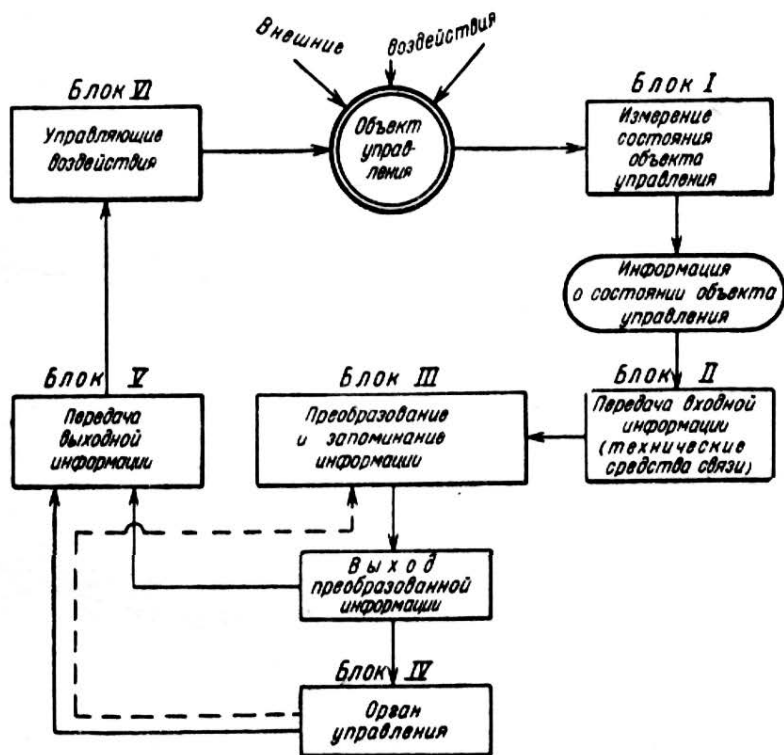 Внешние воздействия
Блок VI
Управляющие
воздействия
Объект
управ-
ления
Блок I
Измерение
состояния
объекта
управления
Информация
о состоянии объекта
управления
Блок II
Передача входной
информации
(технические
средства связи)
Блок III
Преобразование
и запоминание
информации
Блок V
Передача
выходной
информации
Выход
преобразованной
информации
Блок IV
Орган
управления